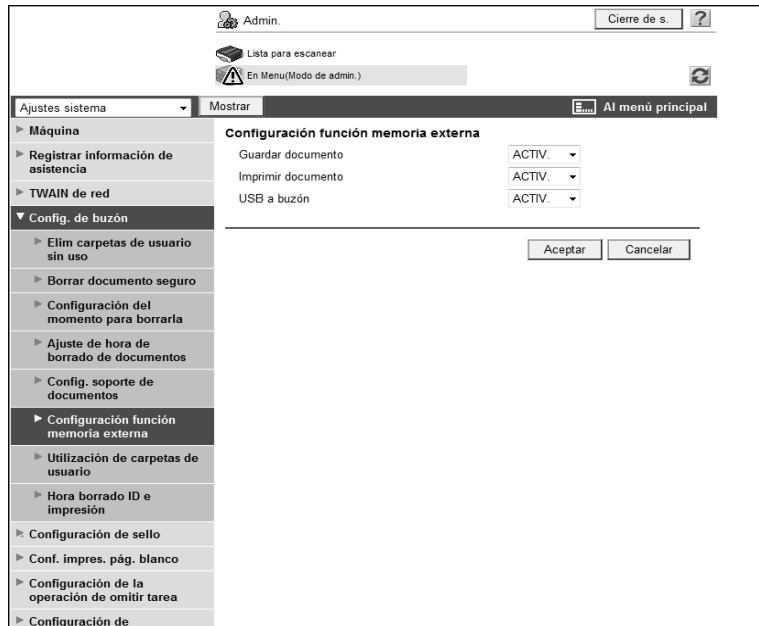 Admin.
Cierre de s.
?
Lista para escanear
En Menu(Modo de admin.)
Ajustes sistema
Mostrar
Al menú principal
Máquina
Registrar información de
asistencia
TWAIN de red
Config. de buzón
Elim carpetas de usuario
sin uso
Borrar documento seguro
Configuración del
momento para borrarla
Ajuste de hora de
borrado de documentos
Config. soporte de
documentos
Configuración función
memoria externa
Utilización de carpetas de
usuario
Hora borrado ID e
impresión
Configuración de sello
Conf. impres. pág. blanco
Configuración de la
operación de omitir tarea
Configuración de
Configuración función memoria externa
Guardar documento ACTIV.
Imprimir documento ACTIV.
USB a buzón ACTIV.
Aceptar Cancelar